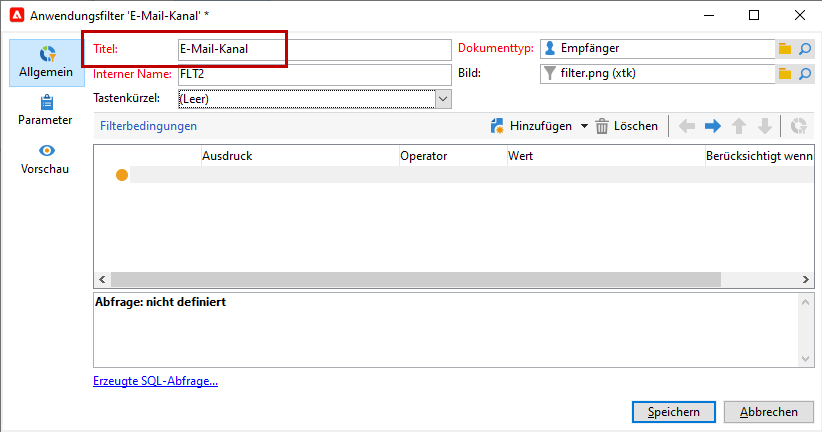 Anwendungsfilter 'E-Mail-Kanal' *
Allgemein
Parameter
Vorschau
Titel: E-Mail-Kanal Dokumenttyp: Empfänger
Interner Name: FLT2 Bild: filter.png (xtk)
Tastenkürzel: (Leer)
Filterbedingungen Hinzufügen Löschen
Ausdruck Operator Wert Berücksichtigt wenn
Abfrage: nicht definiert
Erzeugte SQL-Abfrage...
Speichern Abbrechen